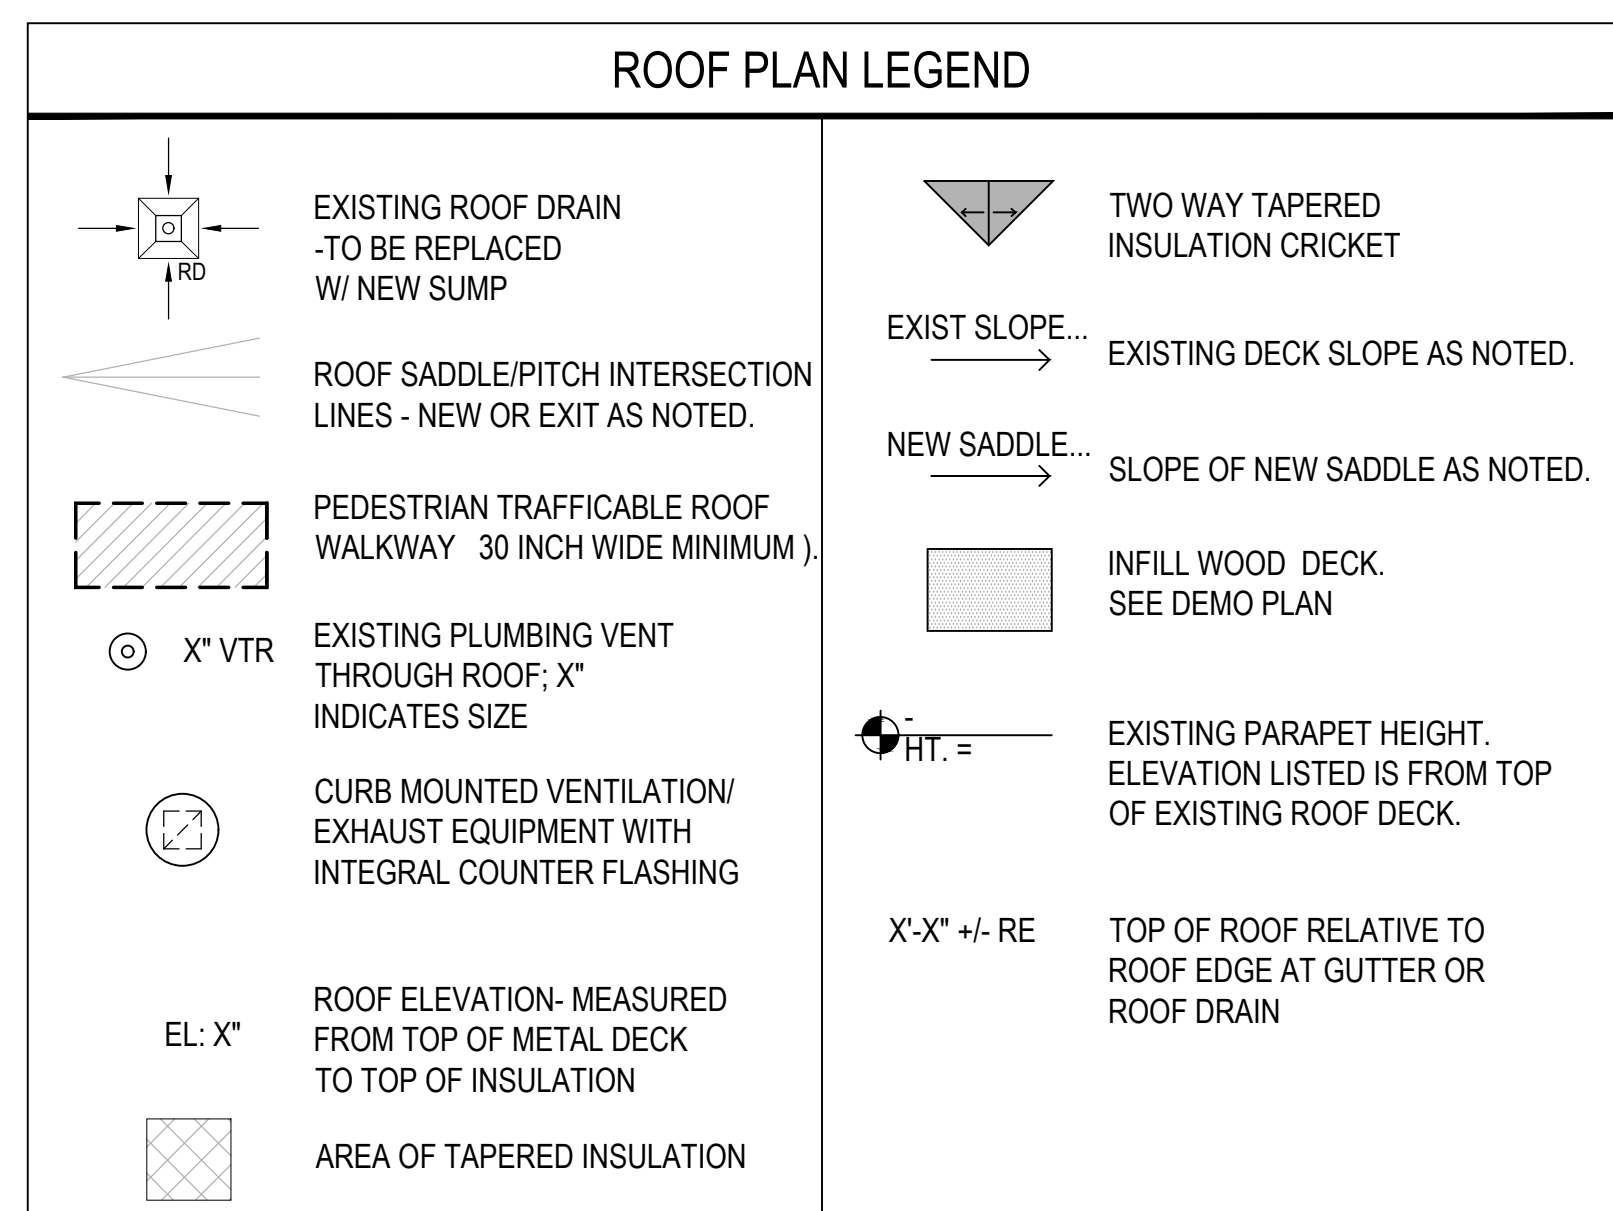 ROOF PLAN LEGEND
RD
EXISTING ROOF DRAIN
-TO BE REPLACED
W/ NEW SUMP
ROOF SADDLE/PITCH INTERSECTION
LINES - NEW OR EXIT AS NOTED.
PEDESTRIAN TRAFFICABLE ROOF
WALKWAY 30 INCH WIDE MINIMUM ).
X" VTR
EXISTING PLUMBING VENT
THROUGH ROOF; X"
INDICATES SIZE
CURB MOUNTED VENTILATION/
EXHAUST EQUIPMENT WITH
INTEGRAL COUNTER FLASHING
EL: X"
ROOF ELEVATION- MEASURED
FROM TOP OF METAL DECK
TO TOP OF INSULATION
AREA OF TAPERED INSULATION
TWO WAY TAPERED
INSULATION CRICKET
EXIST SLOPE...
EXISTING DECK SLOPE AS NOTED.
NEW SADDLE...
SLOPE OF NEW SADDLE AS NOTED.
INFILL WOOD DECK.
SEE DEMO PLAN
-
HT. =
EXISTING PARAPET HEIGHT.
ELEVATION LISTED IS FROM TOP
OF EXISTING ROOF DECK.
X'-X" +/- RE
TOP OF ROOF RELATIVE TO
ROOF EDGE AT GUTTER OR
ROOF DRAIN